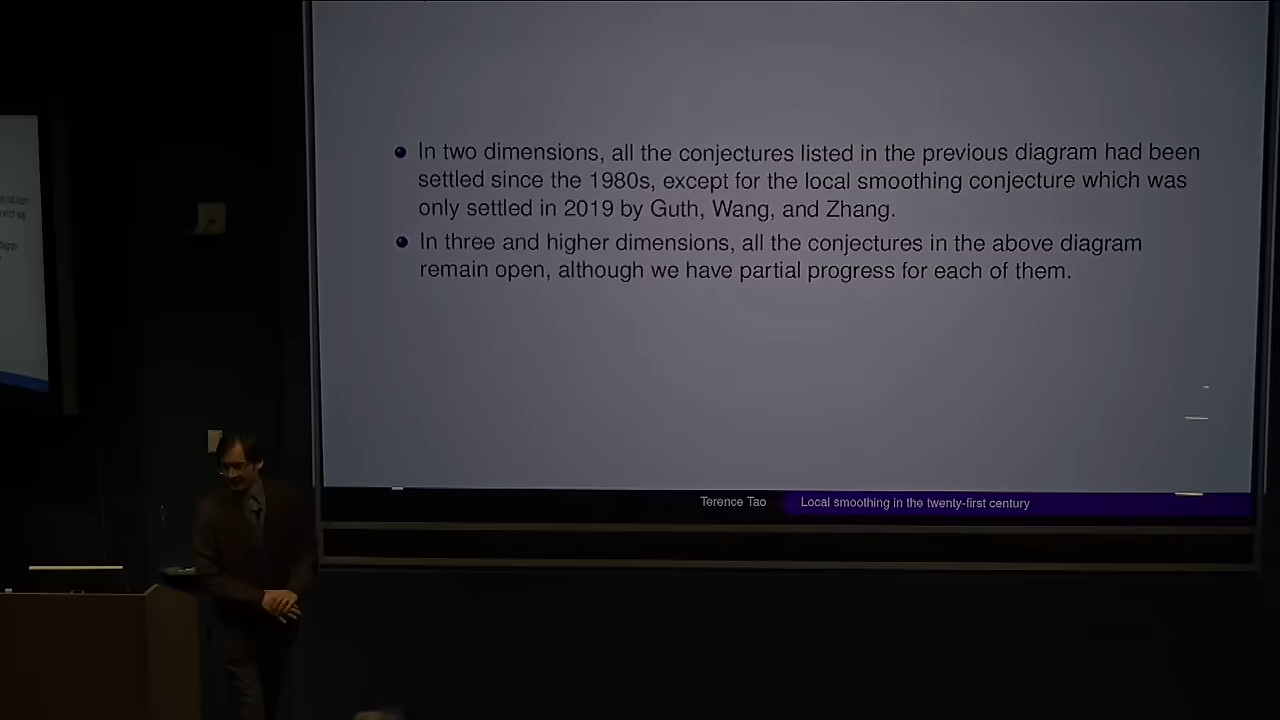 In two dimensions, all the conjectures listed in the previous diagram had been
settled since the 1980s, except for the local smoothing conjecture which was
only settled in 2019 by Guth, Wang, and Zhang.
In three and higher dimensions, all the conjectures in the above diagram
remain open, although we have partial progress for each of them.
Terence Tao
Local smoothing in the twenty-first century